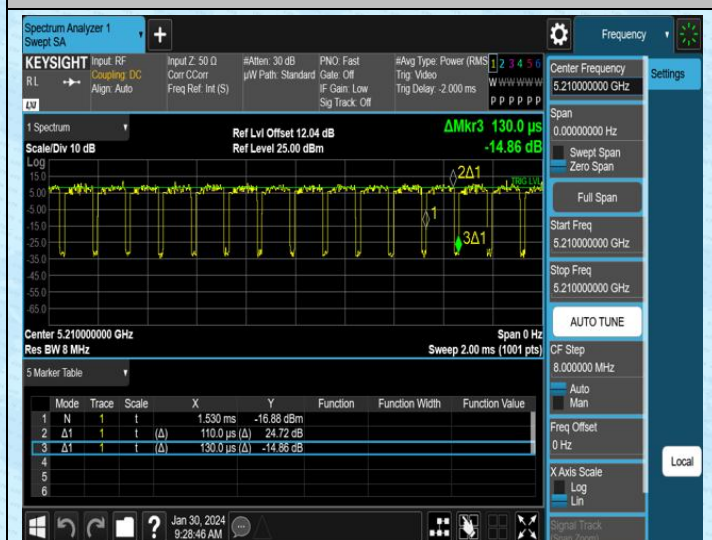 Spectrum Analyzer 1
Swept SA
Frequency
KEYSIGHT
RL
LXI
Input: RF
Coupling: DC
Align: Auto
Input Z: 50 Ω
Corr CCorr
Freq Ref: Int (S)
#Atten: 30 dB
µW Path: Standard
PNO: Fast
Gate: Off
IF Gain: Low
Sig Track: Off
#Avg Type: Power (RMS
Trig: Video
Trig Delay: -2.000 ms
1 2 3 4 5 6
W W W W W W
P P P P P P
1 Spectrum
Scale/Div 10 dB
Ref Lvl Offset 12.04 dB
Ref Level 25.00 dBm
ΔMkr3 130.0 µs
-14.86 dB
Log
15.0
5.00
-5.00
-15.0
-25.0
-35.0
-45.0
-55.0
-65.0
2Δ1
TRIG LVL
1
3Δ1
Center 5.210000000 GHz
Res BW 8 MHz
Span 0 Hz
Sweep 2.00 ms (1001 pts)
5 Marker Table
Mode Trace Scale X Y Function Function Width Function Value
1 N 1 t 1.530 ms -16.88 dBm
2 Δ1 1 t (Δ) 110.0 µs (Δ) 24.72 dB
3 Δ1 1 t (Δ) 130.0 µs (Δ) -14.86 dB
4
5
6
Jan 30, 2024
9:28:46 AM
Center Frequency
5.210000000 GHz
Settings
Span
0.00000000 Hz
Swept Span
Zero Span
Full Span
Start Freq
5.210000000 GHz
Stop Freq
5.210000000 GHz
AUTO TUNE
CF Step
8.000000 MHz
Auto
Man
Freq Offset
0 Hz
X Axis Scale
Log
Lin
Local
Signal Track
(Span Zoom)